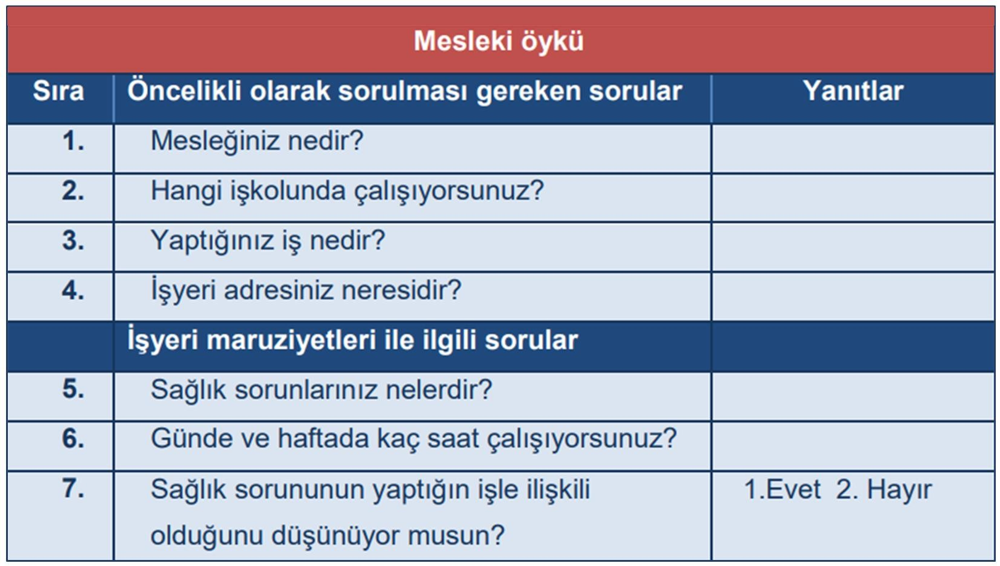 Mesleki öykü
Sıra Öncelikli olarak sorulması gereken sorular Yanıtlar
1. Mesleğiniz nedir?
2. Hangi işkolunda çalışıyorsunuz?
3. Yaptığınız iş nedir?
4. İşyeri adresiniz neresidir?
İşyeri maruziyetleri ile ilgili sorular
5. Sağlık sorunlarınız nelerdir?
6. Günde ve haftada kaç saat çalışıyorsunuz?
7. Sağlık sorununun yaptığın işle ilişkili 1.Evet 2. Hayır
olduğunu düşünüyor musun?